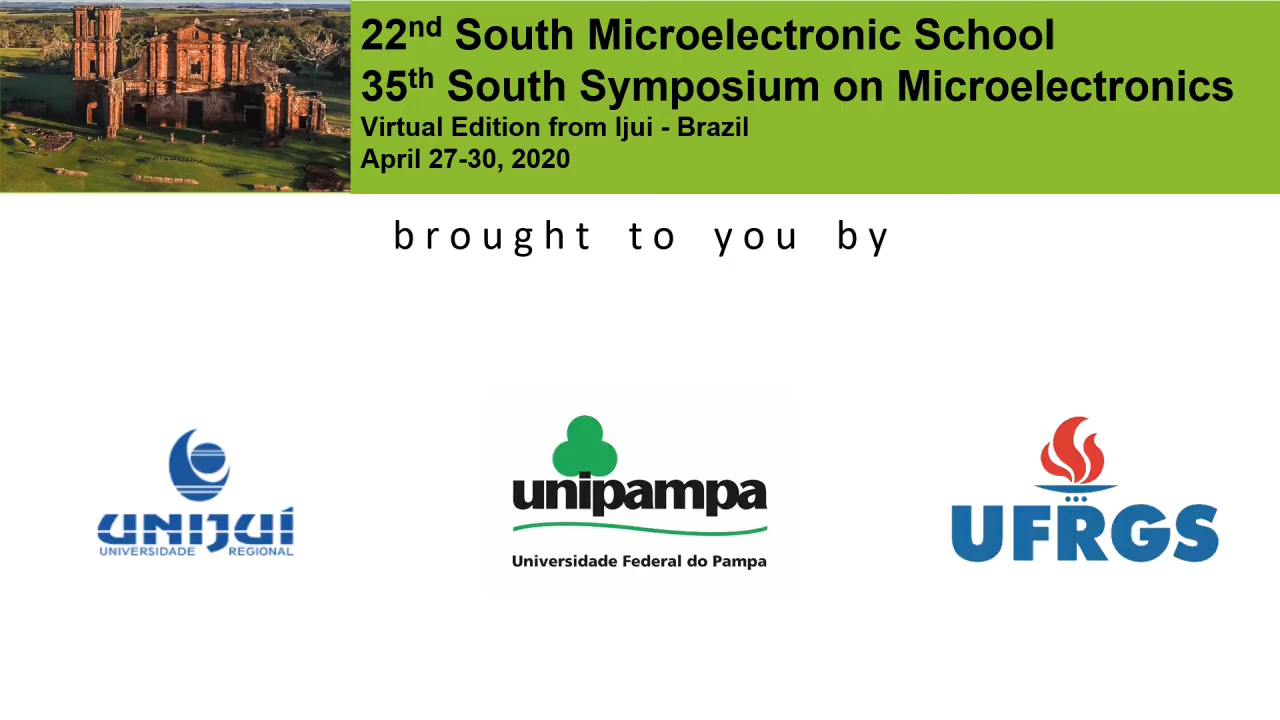 22nd South Microelectronic School
35th South Symposium on Microelectronics
Virtual Edition from Ijui - Brazil
April 27-30, 2020
brought to you by
UNIJUÍ
UNIVERSIDADE REGIONAL
unipampa
Universidade Federal do Pampa
UFRGS